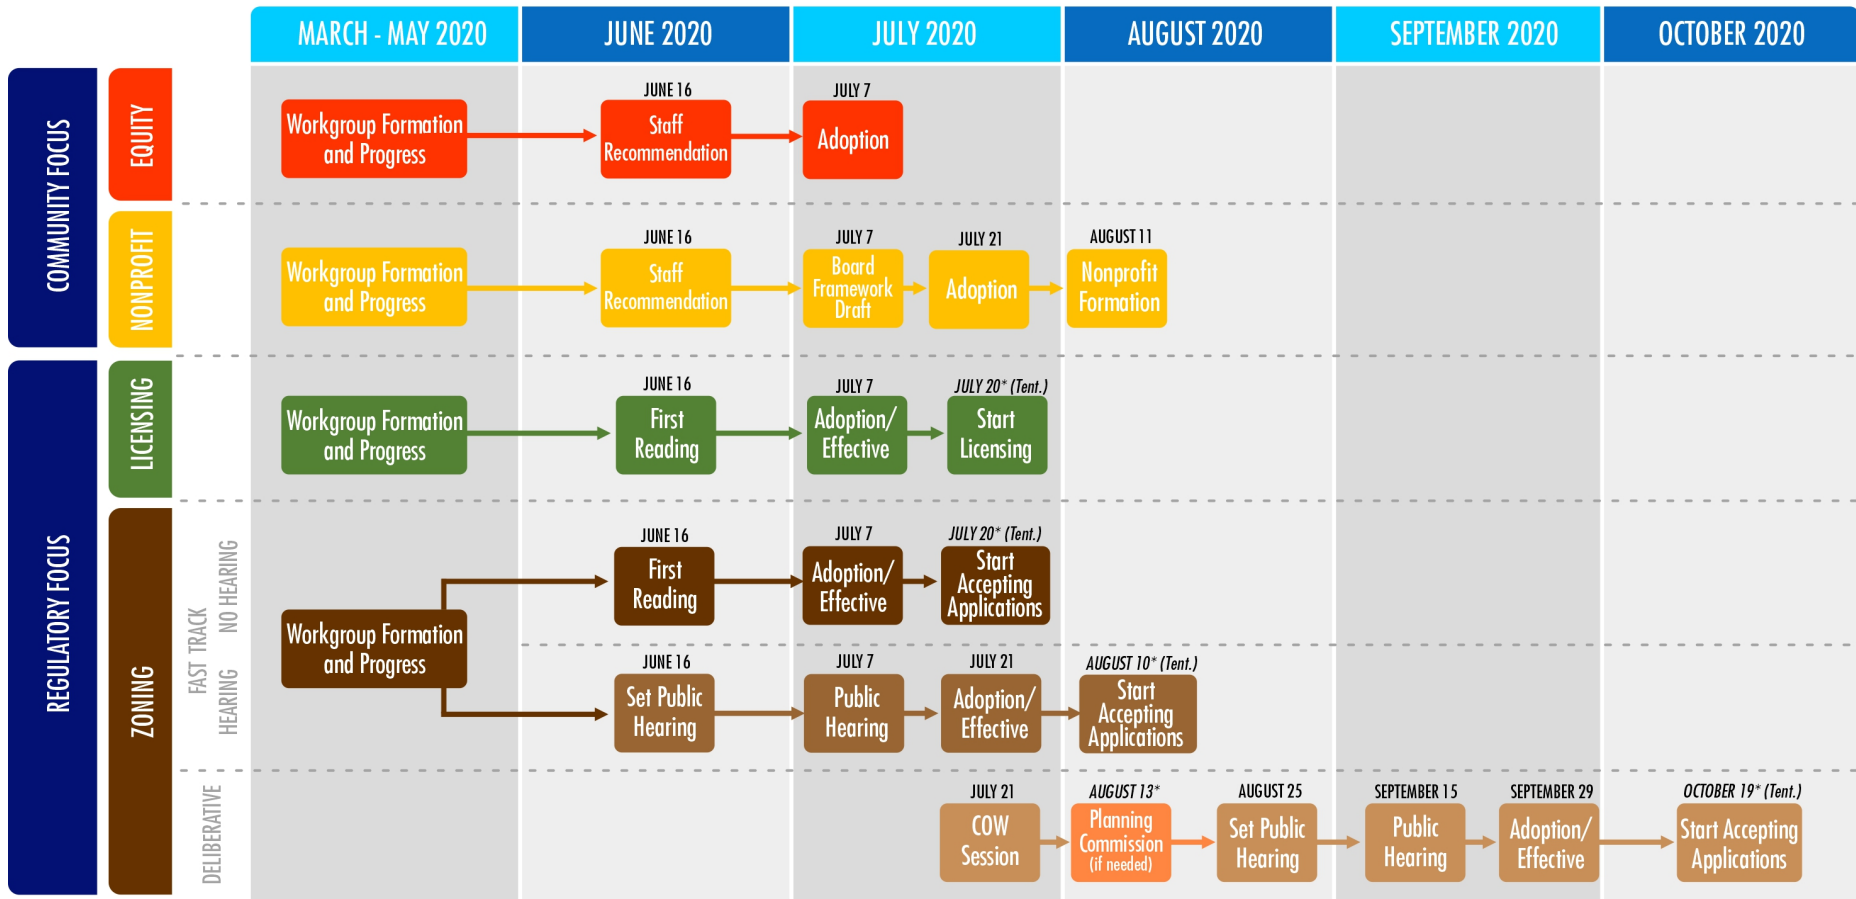 MARCH - MAY 2020
JUNE 2020
JULY 2020
AUGUST 2020
SEPTEMBER 2020
OCTOBER 2020
COMMUNITY FOCUS
EQUITY
Workgroup Formation
and Progress
JUNE 16
Staff
Recommendation
JULY 7
Adoption
NONPROFIT
Workgroup Formation
and Progress
JUNE 16
Staff
Recommendation
JULY 7
Board
Framework
Draft
JULY 21
Adoption
AUGUST 11
Nonprofit
Formation
REGULATORY FOCUS
LICENSING
Workgroup Formation
and Progress
JUNE 16
First
Reading
JULY 7
Adoption/
Effective
JULY 20* (Tent.)
Start
Licensing
ZONING
FAST TRACK
NO HEARING
Workgroup Formation
and Progress
JUNE 16
First
Reading
JULY 7
Adoption/
Effective
JULY 20* (Tent.)
Start
Accepting
Applications
HEARING
JUNE 16
Set Public
Hearing
JULY 7
Public
Hearing
JULY 21
Adoption/
Effective
AUGUST 10* (Tent.)
Start
Accepting
Applications
DELIBERATIVE
JULY 21
COW
Session
AUGUST 13*
Planning
Commission
(if needed)
AUGUST 25
Set Public
Hearing
SEPTEMBER 15
Public
Hearing
SEPTEMBER 29
Adoption/
Effective
OCTOBER 19* (Tent.)
Start Accepting
Applications